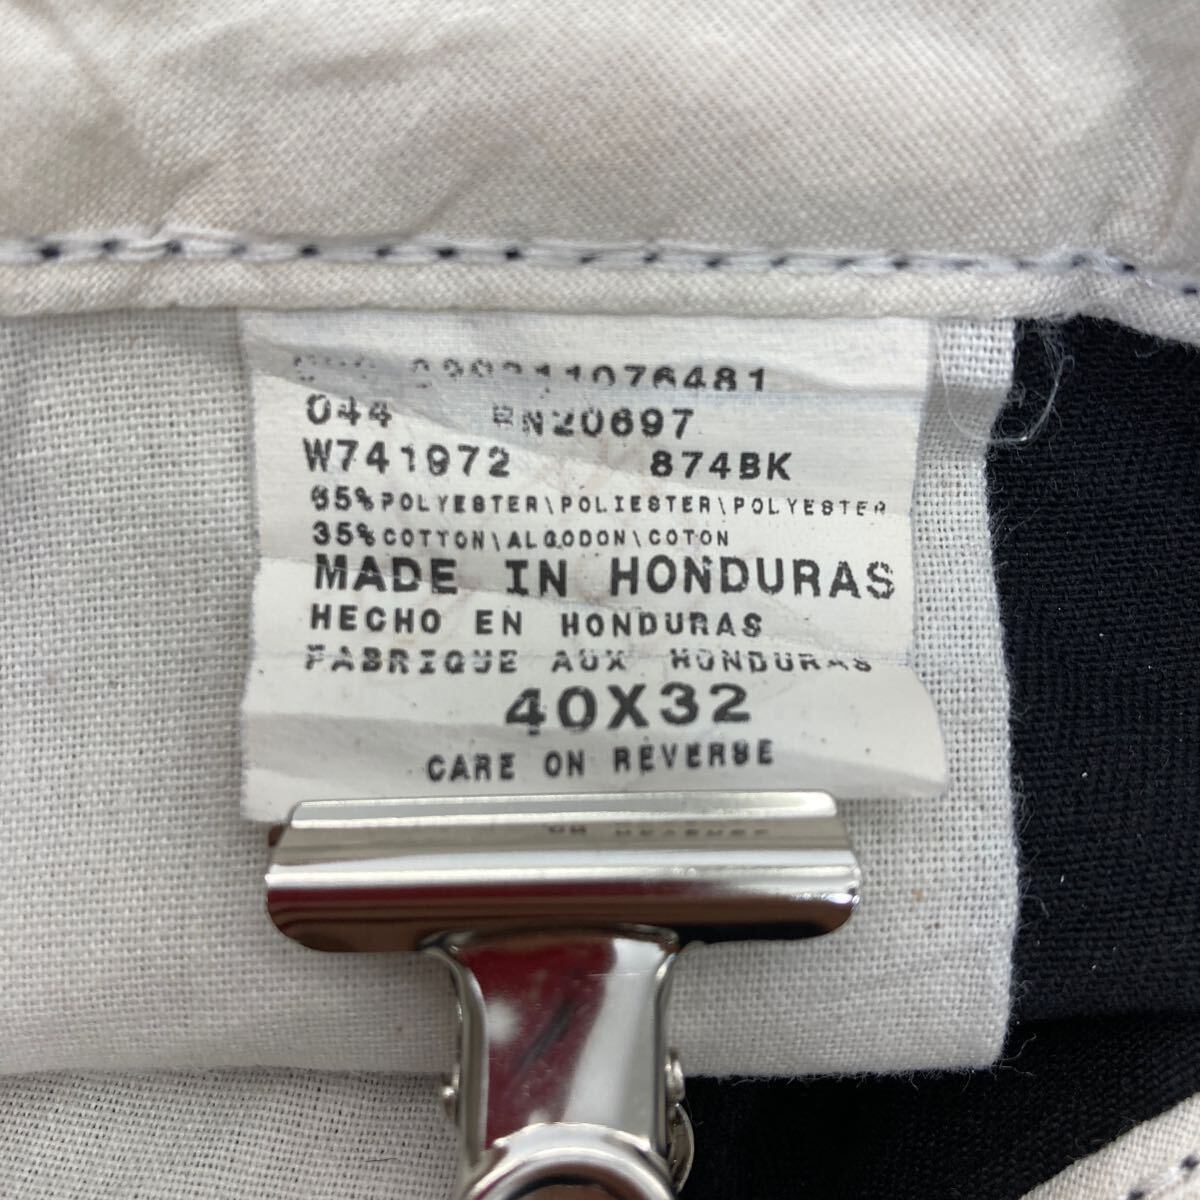 044 RN20697
W741972 874BK
65% POLYESTER\POLIESTER\POLYESTER
35% COTTON\ALGODON\COTON
MADE IN HONDURAS
HECHO EN HONDURAS
FABRIQUE AUX HONDURAS
40X32
CARE ON REVERSE